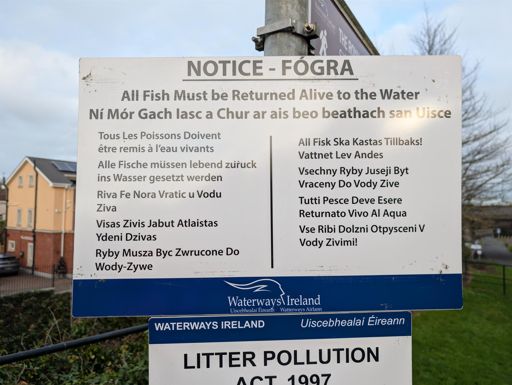 NOTICE - FÓGRA
All Fish Must be Returned Alive to the Water
Ní Mór Gach Iasc a Chur ar ais beo beathach san Uisce
Tous Les Poissons Doivent
être remis à l'eau vivants
Alle Fische müssen lebend zurück
ins Wasser gesetzt werden
Riva Fe Nora Vratic u Vodu
Ziva
Visas Zivis Jabut Atlaistas
Ydeni Dzivas
Ryby Musza Byc Zwrucone Do
Wody-Zywe
All Fisk Ska Kastas Tillbaks!
Vattnet Lev Andes
Vsechny Ryby Juseji Byt
Vraceny Do Vody Zive
Tutti Pesce Deve Esere
Returnato Vivo Al Aqua
Vse Ribi Dolzni Otpysceni V
Vody Zivimi!
Waterways Ireland
Uiscebhealaí Éireann Watterweys Airlann
WATERWAYS IRELAND Uiscebhealaí Éireann
LITTER POLLUTION
ACT, 1997